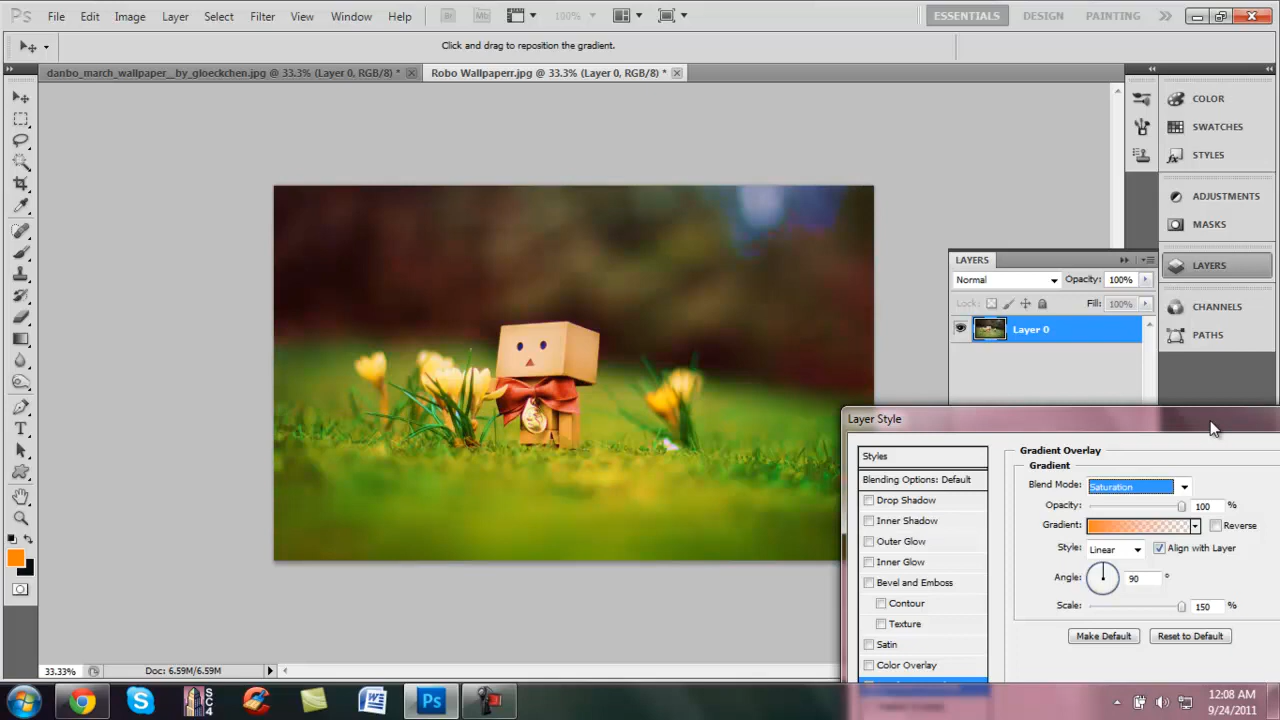 Ps File Edit Image Layer Select Filter View Window Help Br Mb 100% ESSENTIALS DESIGN PAINTING
Click and drag to reposition the gradient.
danbo_march_wallpaper__by_gloeckchen.jpg @ 33.3% (Layer 0, RGB/8) * Robo Wallpaperr.jpg @ 33.3% (Layer 0, RGB/8) *
COLOR
SWATCHES
STYLES
ADJUSTMENTS
MASKS
LAYERS
CHANNELS
PATHS
LAYERS
Normal Opacity: 100%
Lock: Fill: 100%
Layer 0
Layer Style
Styles
Blending Options: Default
Drop Shadow
Inner Shadow
Outer Glow
Inner Glow
Bevel and Emboss
Contour
Texture
Satin
Color Overlay
Gradient Overlay
Gradient
Blend Mode: Saturation
Opacity: 100 %
Gradient: Reverse
Style: Linear Align with Layer
Angle: 90 °
Scale: 150 %
Make Default Reset to Default
33.33% Doc: 6.59M/6.59M
SC4
Ps
12:08 AM
9/24/2011